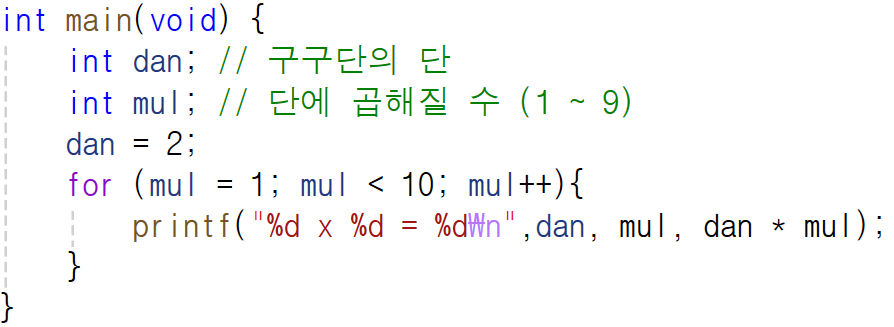 int main(void) {
int dan; // 구구단의 단
int mul; // 단에 곱해질 수 (1 ~ 9)
dan = 2;
for (mul = 1; mul < 10; mul++){
printf("%d x %d = %d₩n",dan, mul, dan * mul);
}
}